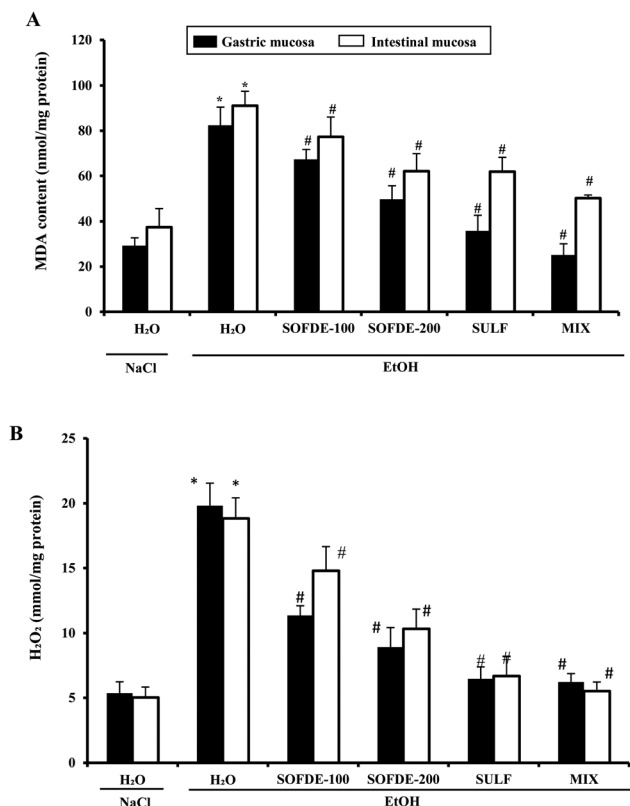 A
Gastric mucosa Intestinal mucosa
MDA content (nmol/mg protein)
120
100
80
60
40
20
0
* *
# #
# #
# #
# #
H₂O H₂O SOFDE-100 SOFDE-200 SULF MIX
NaCl EtOH
B
H₂O₂ (mmol/mg protein)
25
20
15
10
5
0
* *
# #
# #
# #
# #
H₂O H₂O SOFDE-100 SOFDE-200 SULF MIX
NaCl EtOH